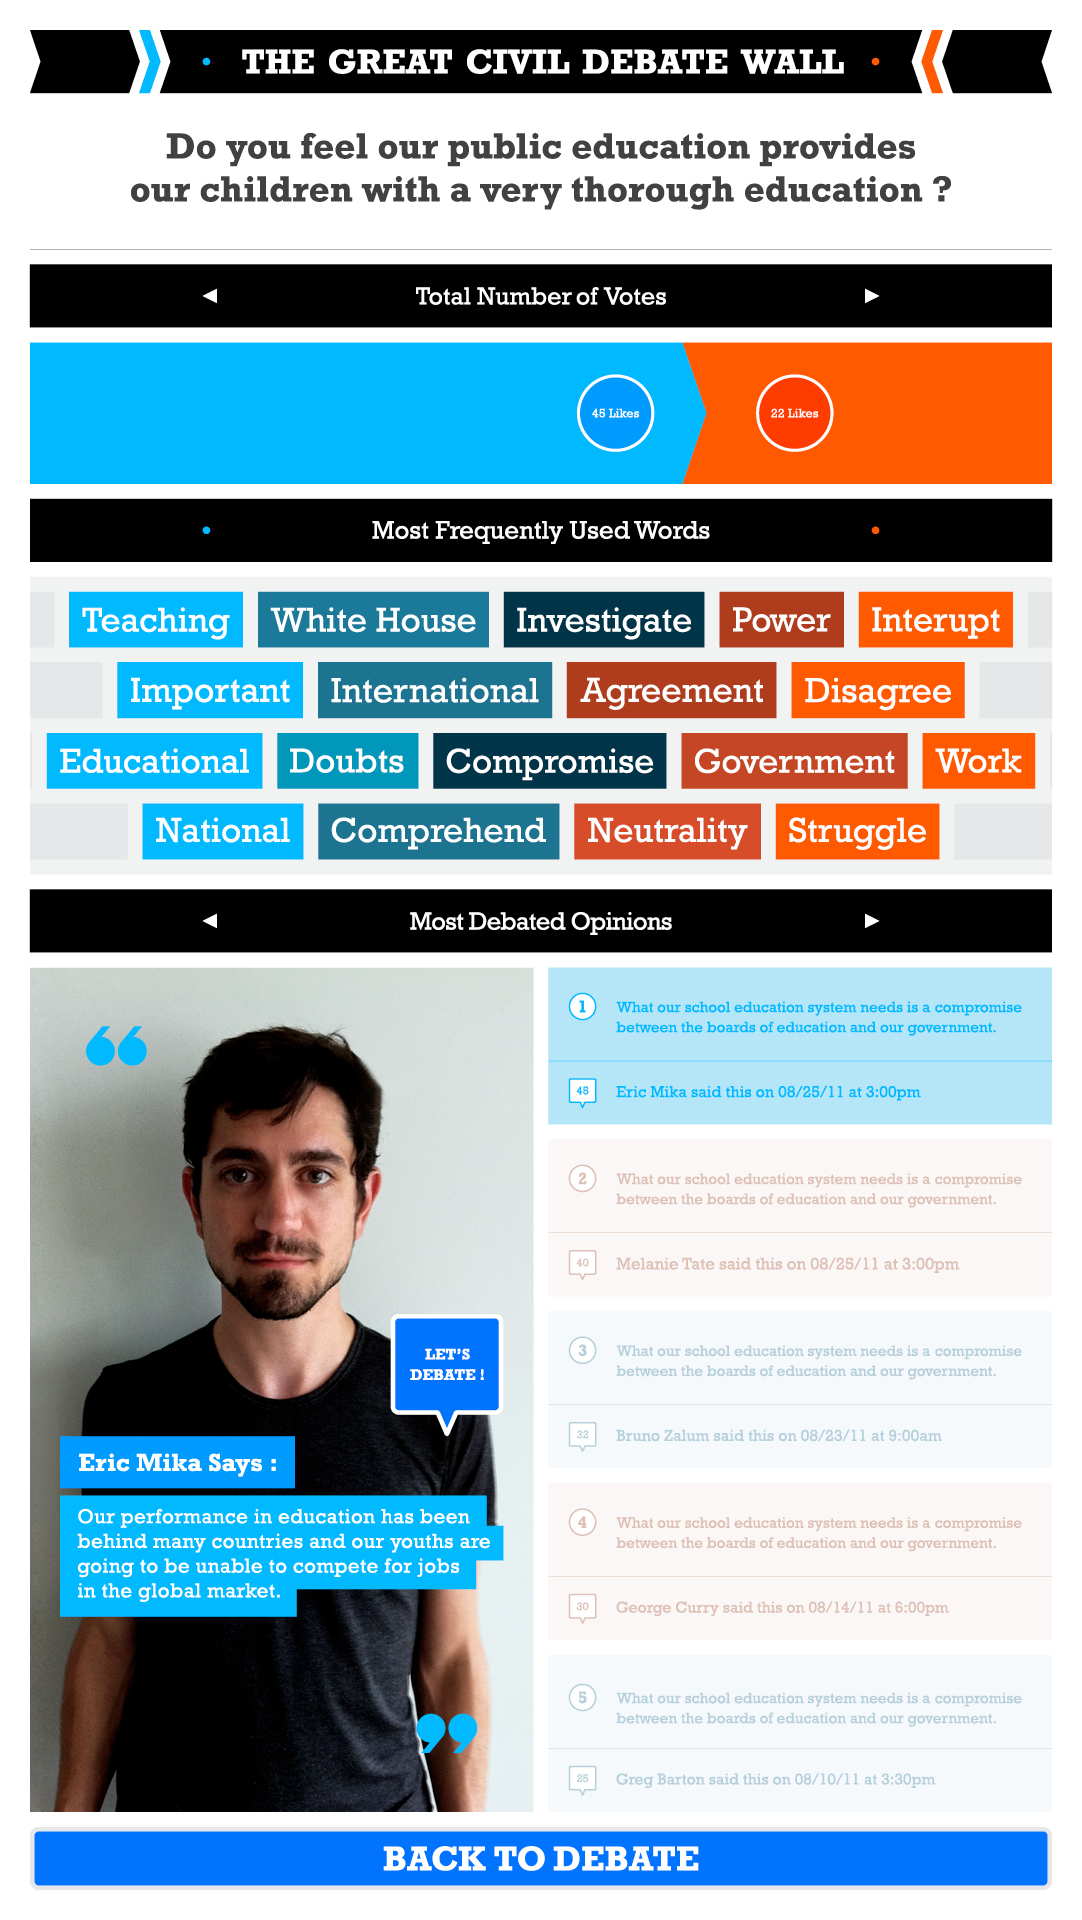 THE GREAT CIVIL DEBATE WALL
Do you feel our public education provides
our children with a very thorough education ?
Total Number of Votes
45 Likes
22 Likes
Most Frequently Used Words
Teaching White House Investigate Power Interupt
Important International Agreement Disagree
Educational Doubts Compromise Government Work
National Comprehend Neutrality Struggle
Most Debated Opinions
LET'S
DEBATE !
Eric Mika Says :
Our performance in education has been
behind many countries and our youths are
going to be unable to compete for jobs
in the global market.
1 What our school education system needs is a compromise
between the boards of education and our government.
45 Eric Mika said this on 08/25/11 at 3:00pm
2 What our school education system needs is a compromise
between the boards of education and our government.
40 Melanie Tate said this on 08/25/11 at 3:00pm
3 What our school education system needs is a compromise
between the boards of education and our government.
32 Bruno Zalum said this on 08/23/11 at 9:00am
4 What our school education system needs is a compromise
between the boards of education and our government.
30 George Curry said this on 08/14/11 at 6:00pm
5 What our school education system needs is a compromise
between the boards of education and our government.
25 Greg Barton said this on 08/10/11 at 3:30pm
BACK TO DEBATE